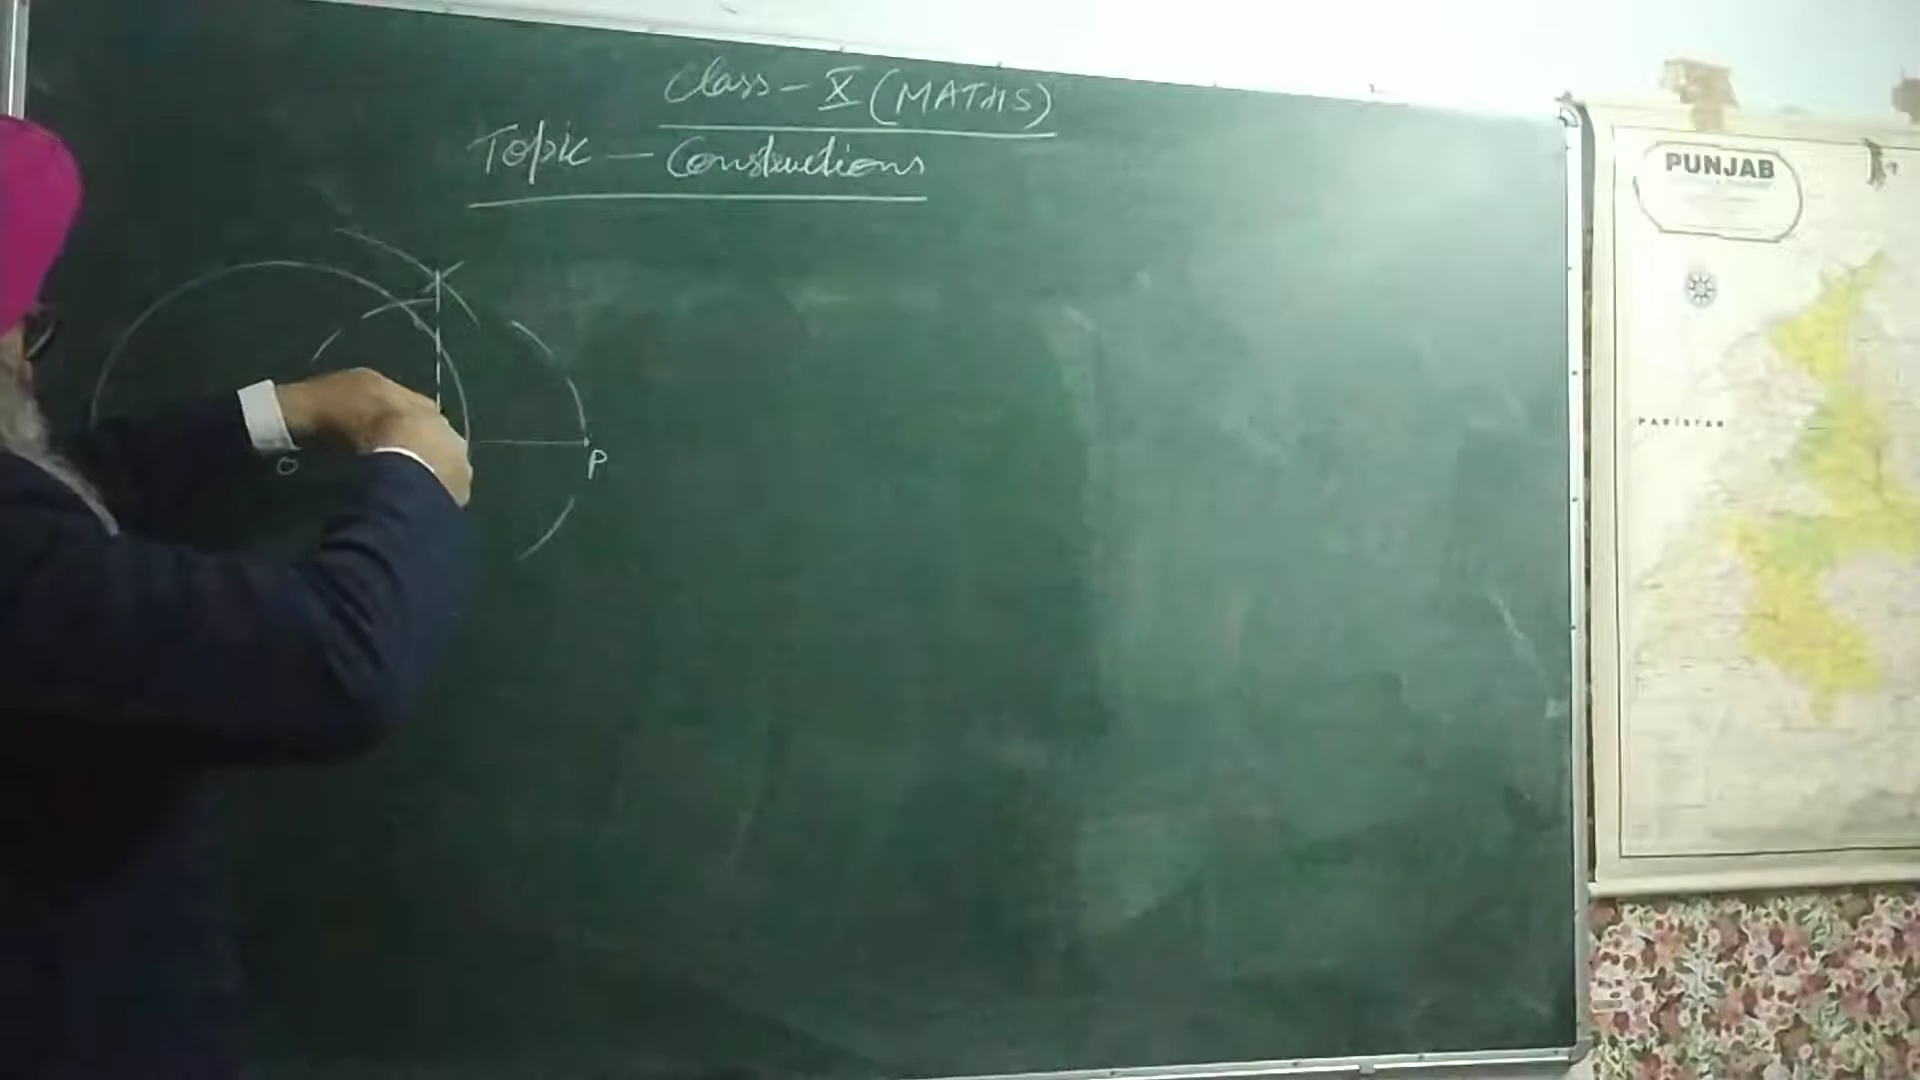 Class - X (MATHS)
Topic - Constructions
O
P
PUNJAB
PAKISTAN